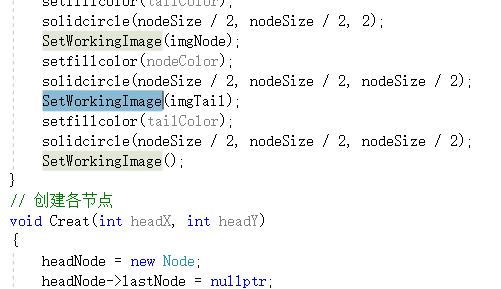 setfillcolor(tailColor);
solidcircle(nodeSize / 2, nodeSize / 2, 2);
SetWorkingImage(imgNode);
setfillcolor(nodeColor);
solidcircle(nodeSize / 2, nodeSize / 2, nodeSize / 2);
SetWorkingImage(imgTail);
setfillcolor(tailColor);
solidcircle(nodeSize / 2, nodeSize / 2, nodeSize / 2);
SetWorkingImage();
}
// 创建各节点
void Creat(int headX, int headY)
{
headNode = new Node;
headNode->lastNode = nullptr;